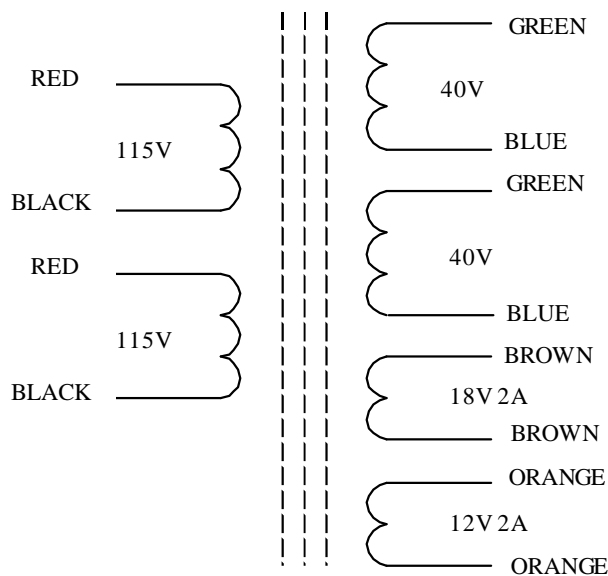 RED
115V
BLACK
RED
115V
BLACK
GREEN
40V
BLUE
GREEN
40V
BLUE
BROWN
18V 2A
BROWN
ORANGE
12V 2A
ORANGE